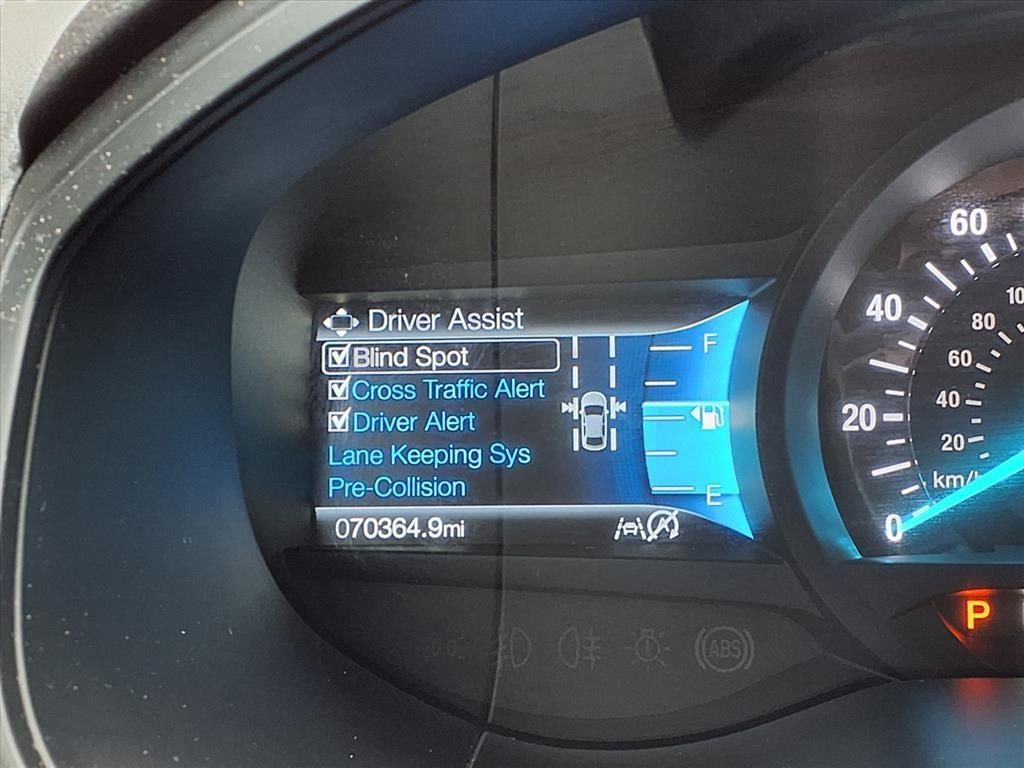 Driver Assist
Blind Spot
Cross Traffic Alert
Driver Alert
Lane Keeping Sys
Pre-Collision
070364.9mi
F
E
60
40
20
0
10
80
60
40
20
km/
P
ABS